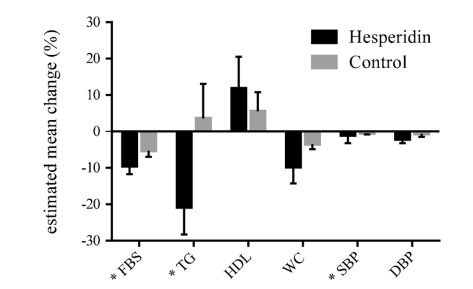 estimated mean change (%)
30
20
10
0
-10
-20
-30
Hesperidin
Control
* FBS
* TG
HDL
WC
* SBP
DBP